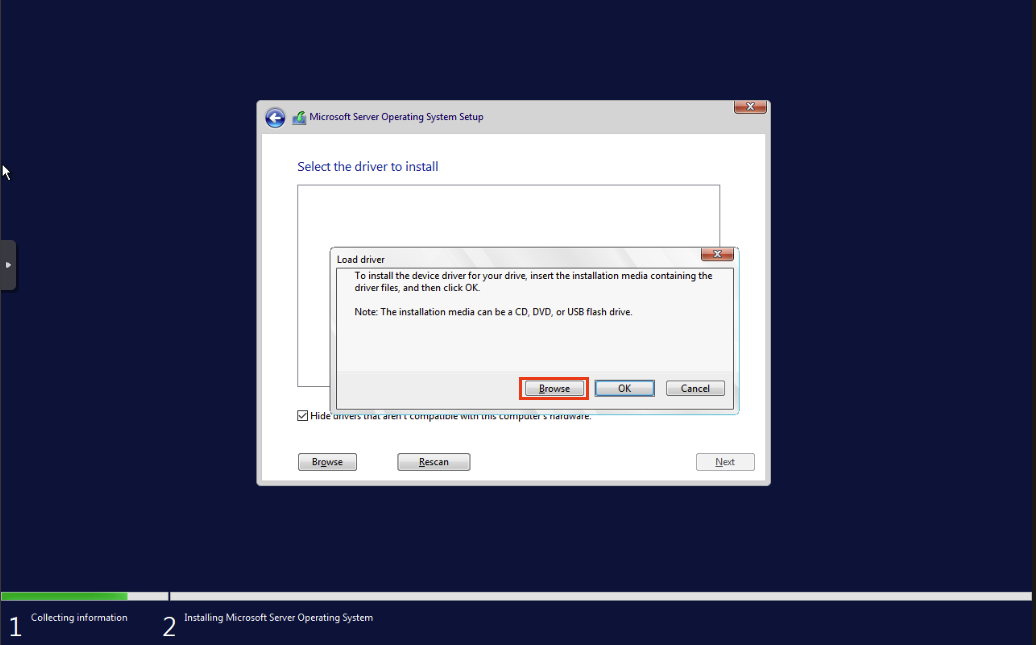 Microsoft Server Operating System Setup
Select the driver to install
Load driver
To install the device driver for your drive, insert the installation media containing the
driver files, and then click OK.
Note: The installation media can be a CD, DVD, or USB flash drive.
Browse OK Cancel
Hide drivers that aren't compatible with this computer's hardware.
Browse Rescan Next
1 Collecting information 2 Installing Microsoft Server Operating System